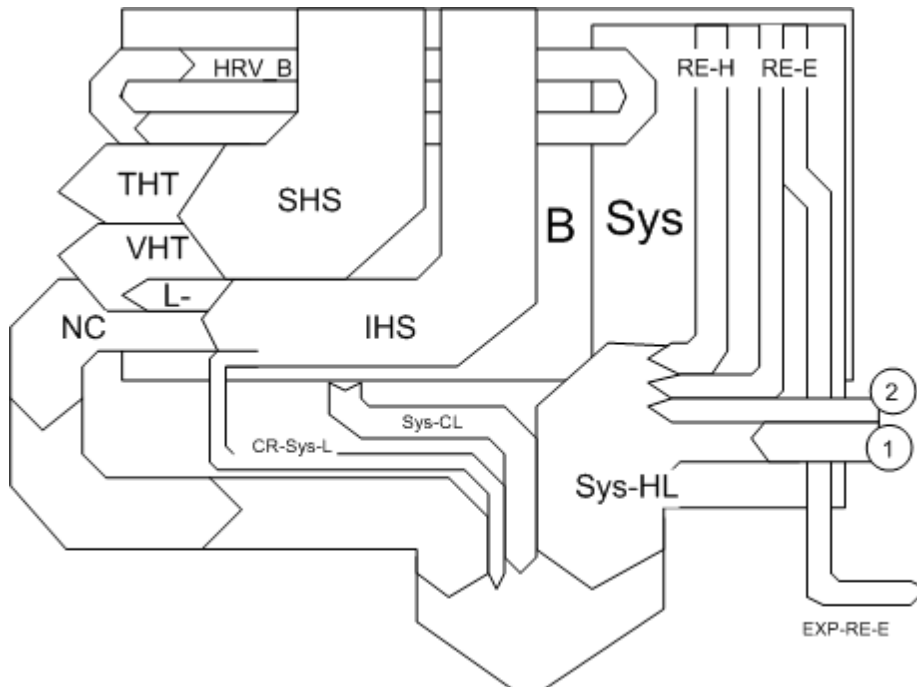 HRV_B
RE-H
RE-E
THT
SHS
B
Sys
VHT
L-
NC
IHS
2
Sys-CL
CR-Sys-L
1
Sys-HL
EXP-RE-E